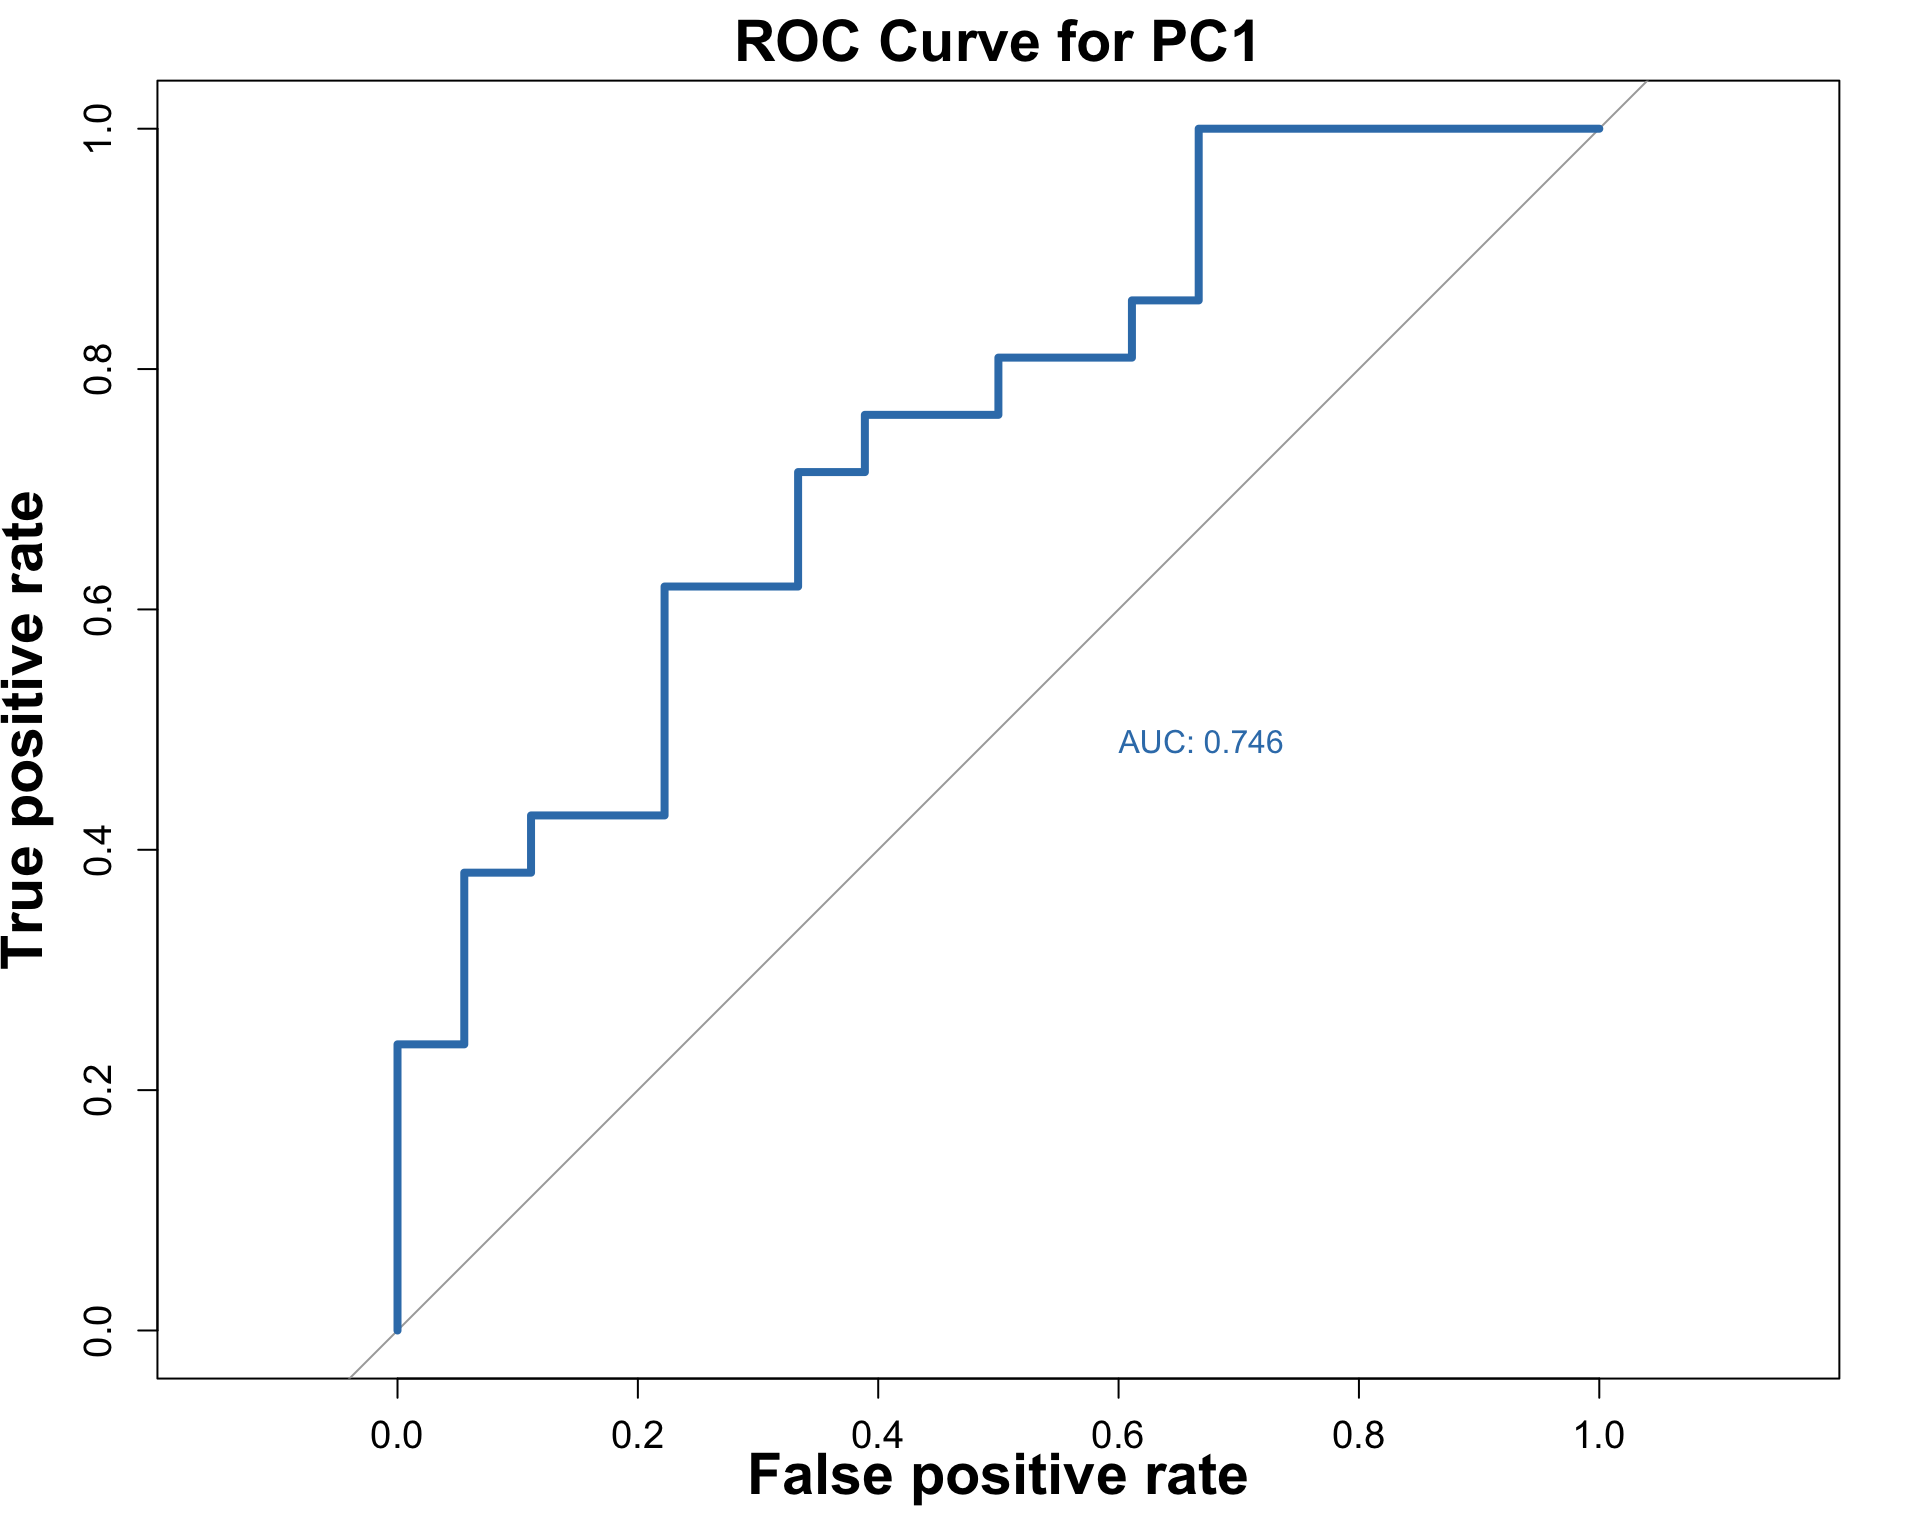 ROC Curve for PC1
True positive rate
1.0
0.8
0.6
0.4
0.2
0.0
AUC: 0.746
0.0 0.2 0.4 0.6 0.8 1.0
False positive rate